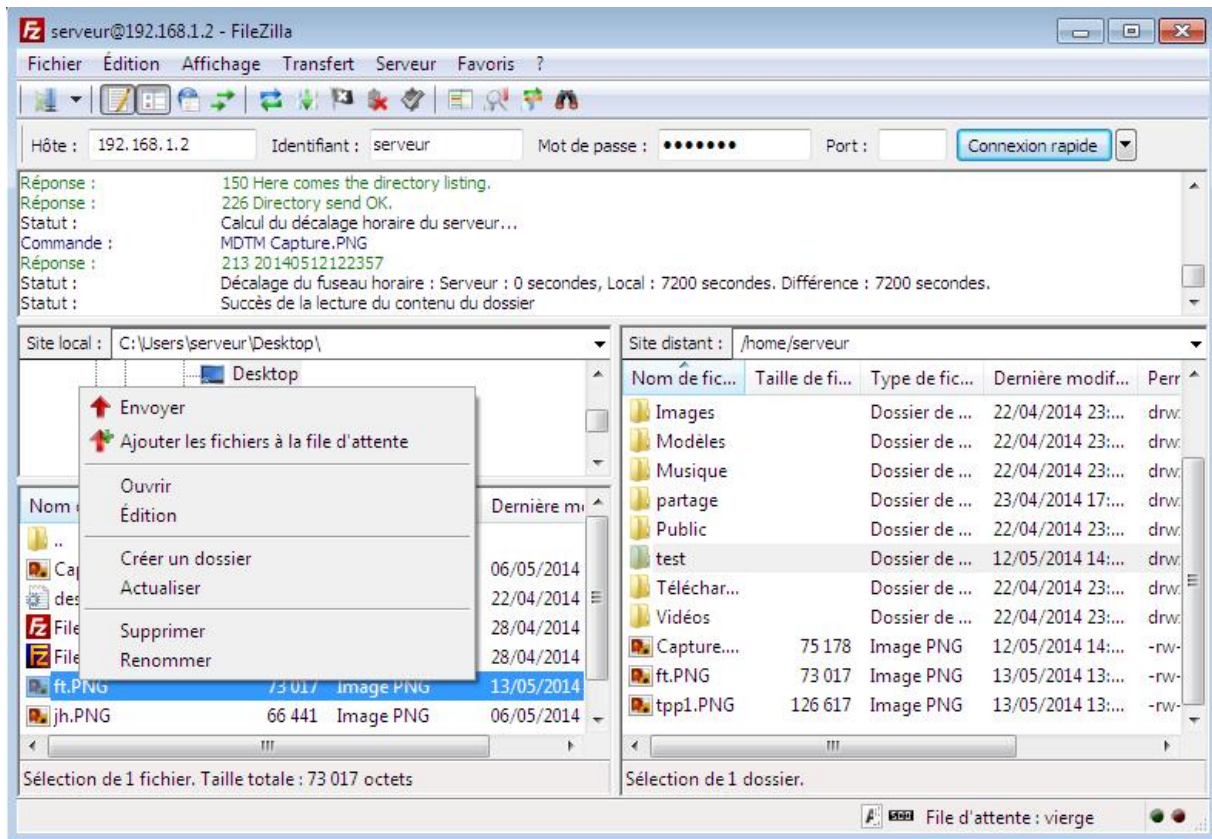 serveur@192.168.1.2 - FileZilla
Fichier Édition Affichage Transfert Serveur Favoris ?
Hôte : 192.168.1.2 Identifiant : serveur Mot de passe : ●●●●●●● Port : Connexion rapide
Réponse : 150 Here comes the directory listing.
Réponse : 226 Directory send OK.
Statut : Calcul du décalage horaire du serveur...
Commande : MDTM Capture.PNG
Réponse : 213 20140512122357
Statut : Décalage du fuseau horaire : Serveur : 0 secondes, Local : 7200 secondes. Différence : 7200 secondes.
Statut : Succès de la lecture du contenu du dossier
Site local : C:\Users\serveur\Desktop\
Desktop
Envoyer
Ajouter les fichiers à la file d'attente
Ouvrir
Édition
Créer un dossier
Actualiser
Supprimer
Renommer
Nom Dernière m
..
Ca 06/05/2014
des 22/04/2014
File 28/04/2014
File 28/04/2014
ft.PNG 73 017 Image PNG 13/05/2014
jh.PNG 66 441 Image PNG 06/05/2014
Sélection de 1 fichier. Taille totale : 73 017 octets
Site distant : /home/serveur
Nom de fic... Taille de fi... Type de fic... Dernière modif... Perr
Images Dossier de ... 22/04/2014 23:... drw
Modèles Dossier de ... 22/04/2014 23:... drw
Musique Dossier de ... 22/04/2014 23:... drw
partage Dossier de ... 23/04/2014 17:... drw
Public Dossier de ... 22/04/2014 23:... drw
test Dossier de ... 12/05/2014 14:... drw
Téléchar... Dossier de ... 22/04/2014 23:... drw
Vidéos Dossier de ... 22/04/2014 23:... drw
Capture.... 75 178 Image PNG 12/05/2014 14:... -rw-
ft.PNG 73 017 Image PNG 13/05/2014 13:... -rw-
tpp1.PNG 126 617 Image PNG 13/05/2014 13:... -rw-
Sélection de 1 dossier.
File d'attente : vierge